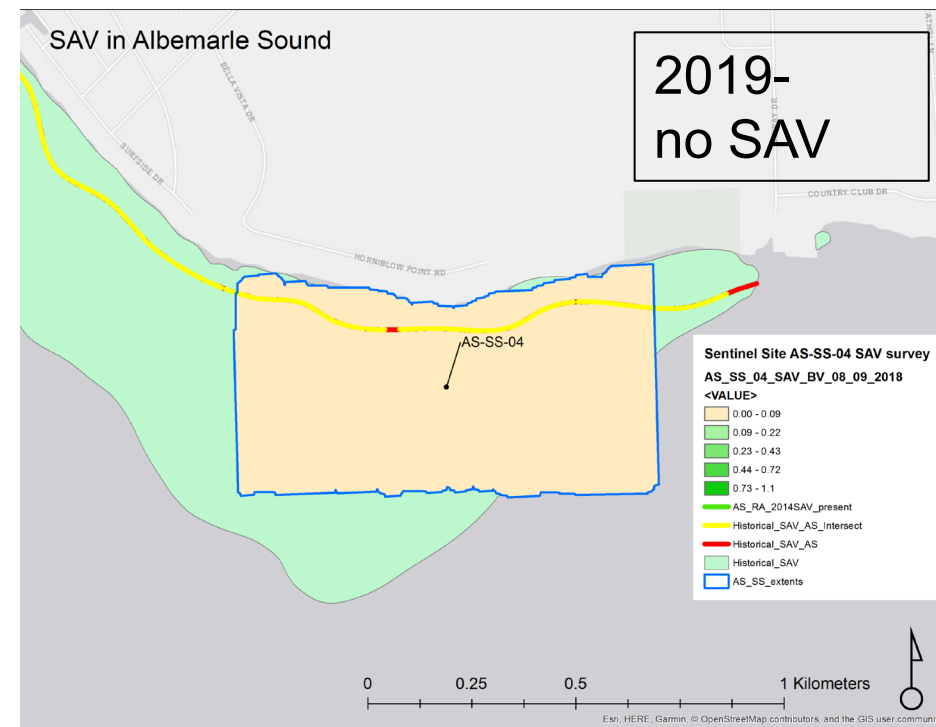 SAV in Albemarle Sound
2019-
no SAV
BELLA VISTA DR
SURFSIDE DR
COUNTRY CLUB DR
HORNIBLOW POINT RD
AS-SS-04
Sentinel Site AS-SS-04 SAV survey
AS_SS_04_SAV_BV_08_09_2018
<VALUE>
0.00 - 0.09
0.09 - 0.22
0.23 - 0.43
0.44 - 0.72
0.73 - 1.1
AS_RA_2014SAV_present
Historical_SAV_AS_Intersect
Historical_SAV_AS
Historical_SAV
AS_SS_extents
0 0.25 0.5 1 Kilometers
Esri, HERE, Garmin, © OpenStreetMap contributors, and the GIS user communi